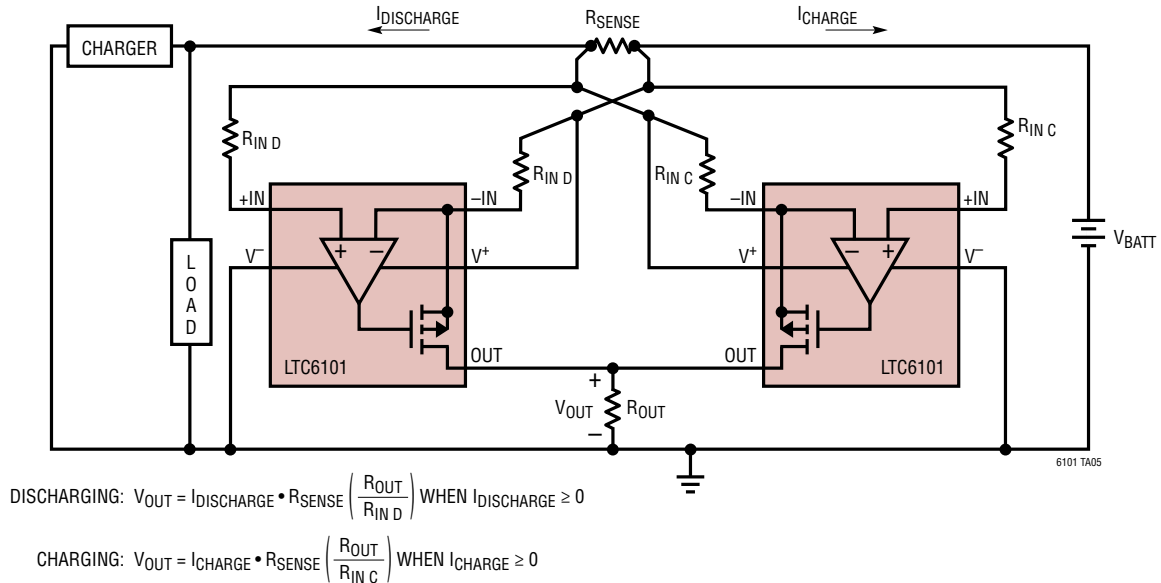 IDISCHARGE RSENSE ICHARGE
CHARGER
RIN D RIN D RIN C RIN C
+IN –IN –IN +IN
V– V+ V+ V–
+ – – +
VBATT
LOAD
OUT OUT
LTC6101 LTC6101
+
VOUT ROUT
–
6101 TA05
DISCHARGING: VOUT = IDISCHARGE • RSENSE (ROUT/RIN D) WHEN IDISCHARGE ≥ 0
CHARGING: VOUT = ICHARGE • RSENSE (ROUT/RIN C) WHEN ICHARGE ≥ 0